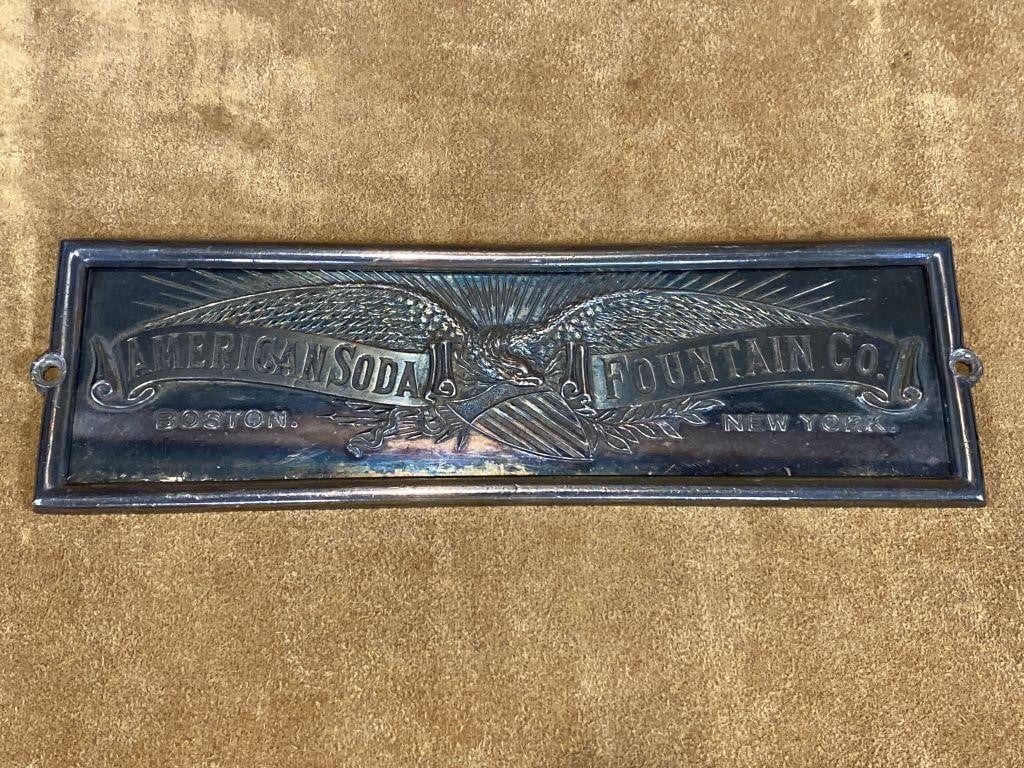 AMERICAN SODA FOUNTAIN CO.
BOSTON. NEW YORK.